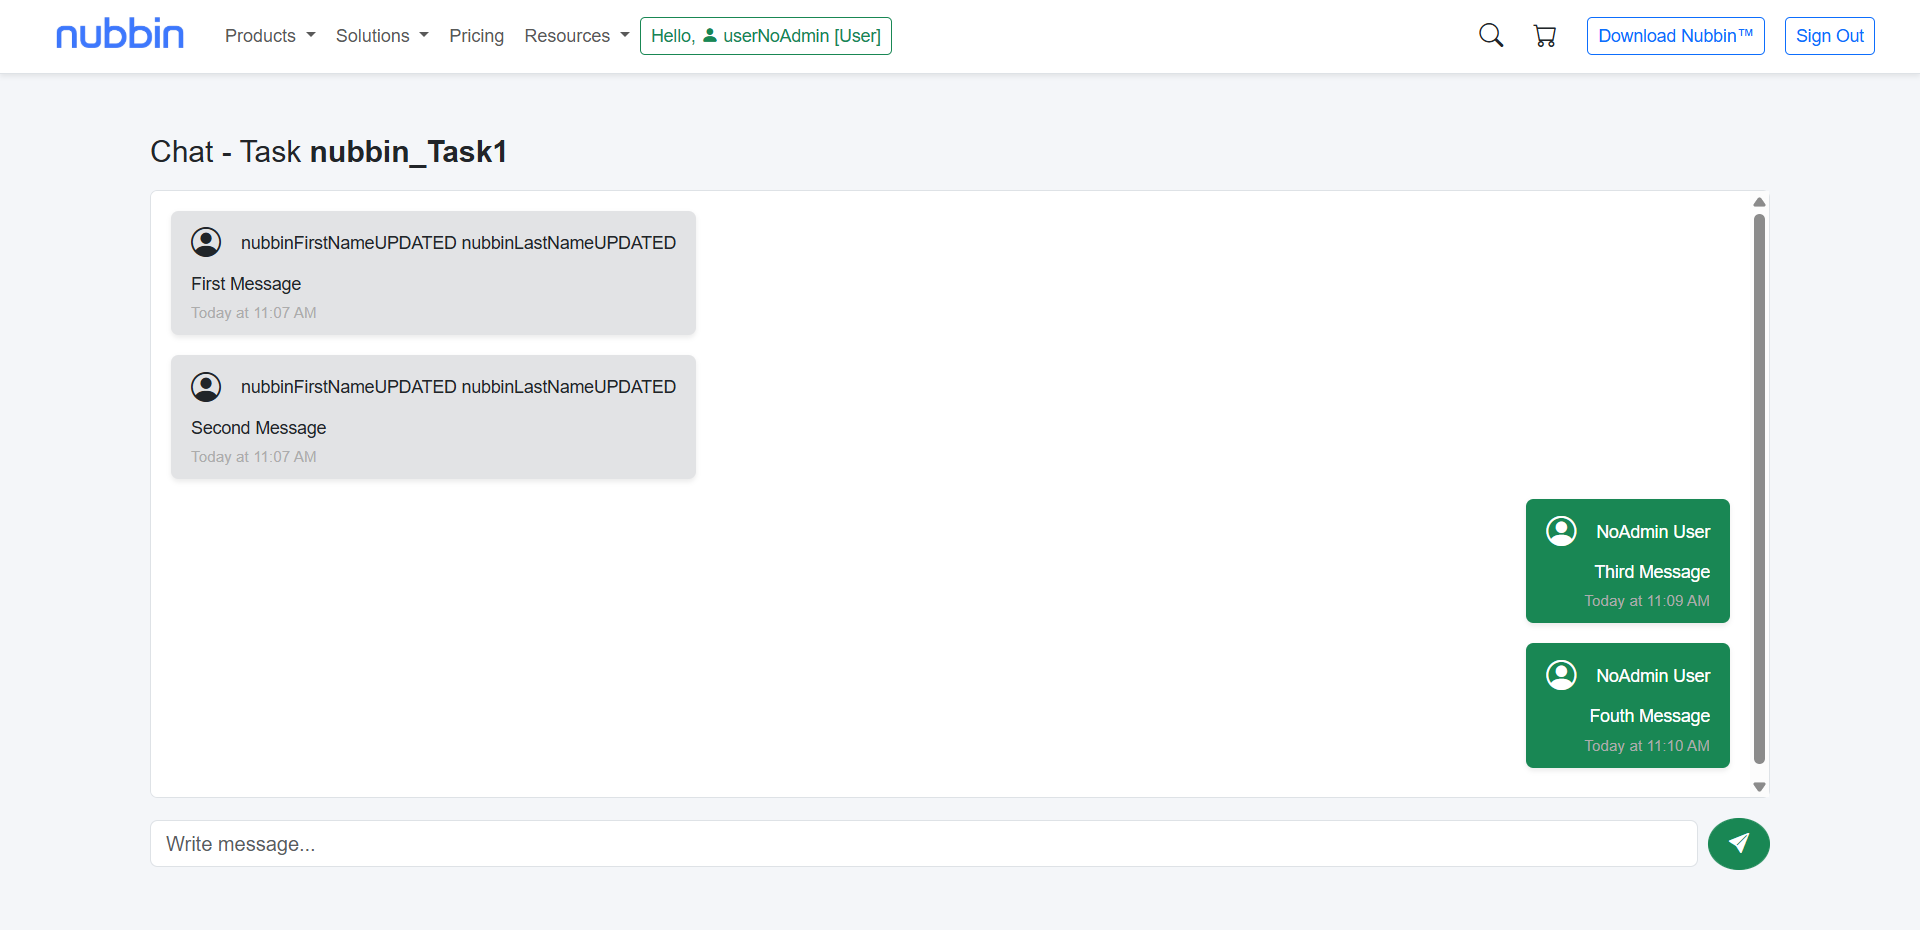 nubbin Products Solutions Pricing Resources Hello, userNoAdmin [User] Download Nubbin™ Sign Out
Chat - Task nubbin_Task1
nubbinFirstNameUPDATED nubbinLastNameUPDATED
First Message
Today at 11:07 AM
nubbinFirstNameUPDATED nubbinLastNameUPDATED
Second Message
Today at 11:07 AM
NoAdmin User
Third Message
Today at 11:09 AM
NoAdmin User
Fouth Message
Today at 11:10 AM
Write message...